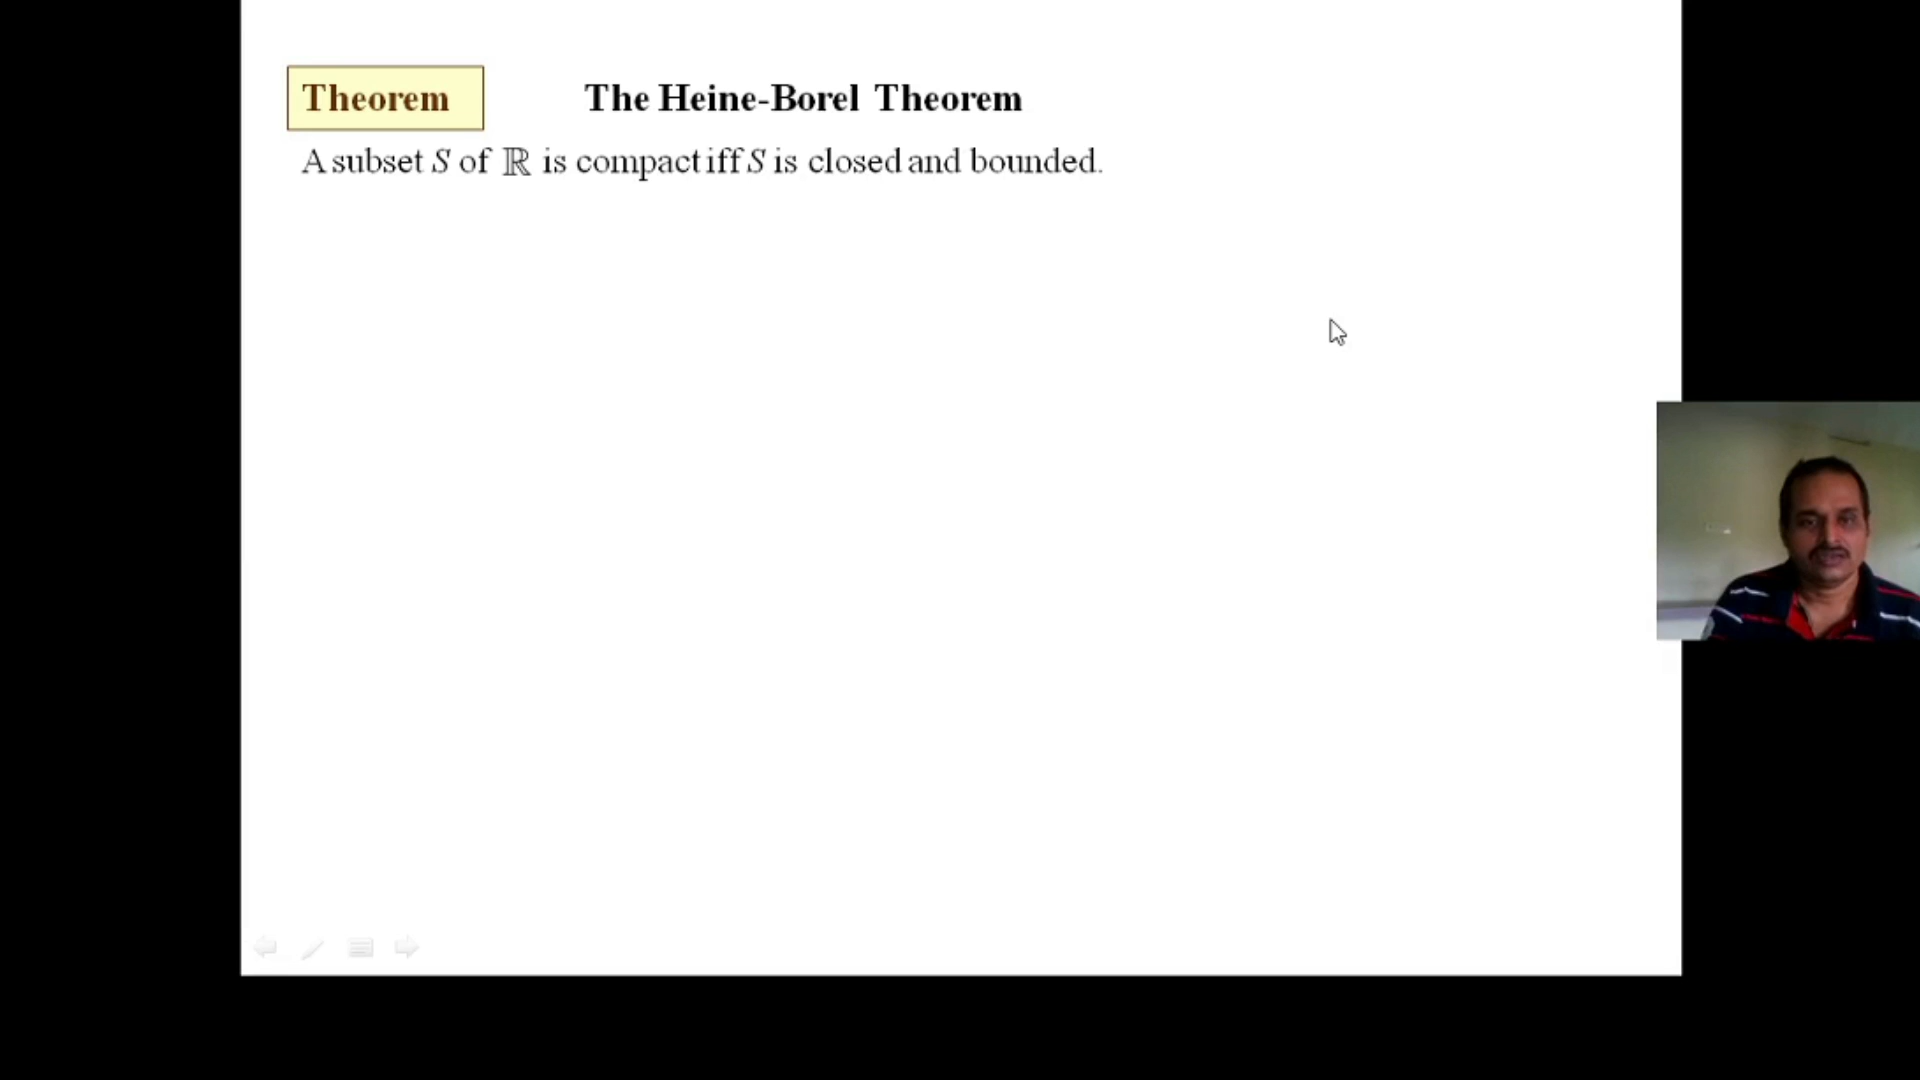 Theorem The Heine-Borel Theorem
A subset S of ℝ is compact iff S is closed and bounded.